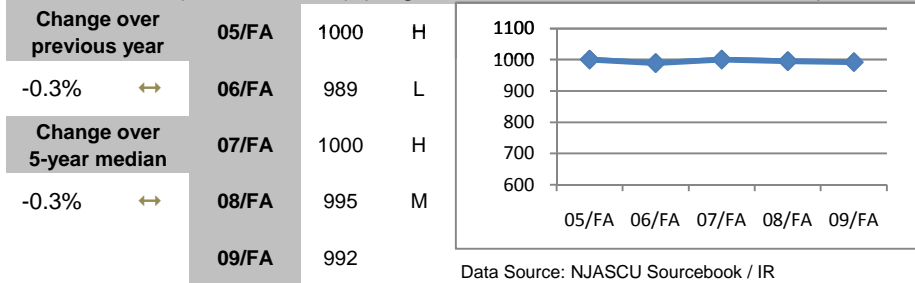 Change over
previous year
05/FA 1000 H
-0.3% ↔ 06/FA 989 L
Change over
5-year median
07/FA 1000 H
-0.3% ↔ 08/FA 995 M
09/FA 992
1100
1000
900
800
700
600
05/FA 06/FA 07/FA 08/FA 09/FA
Data Source: NJASCU Sourcebook / IR